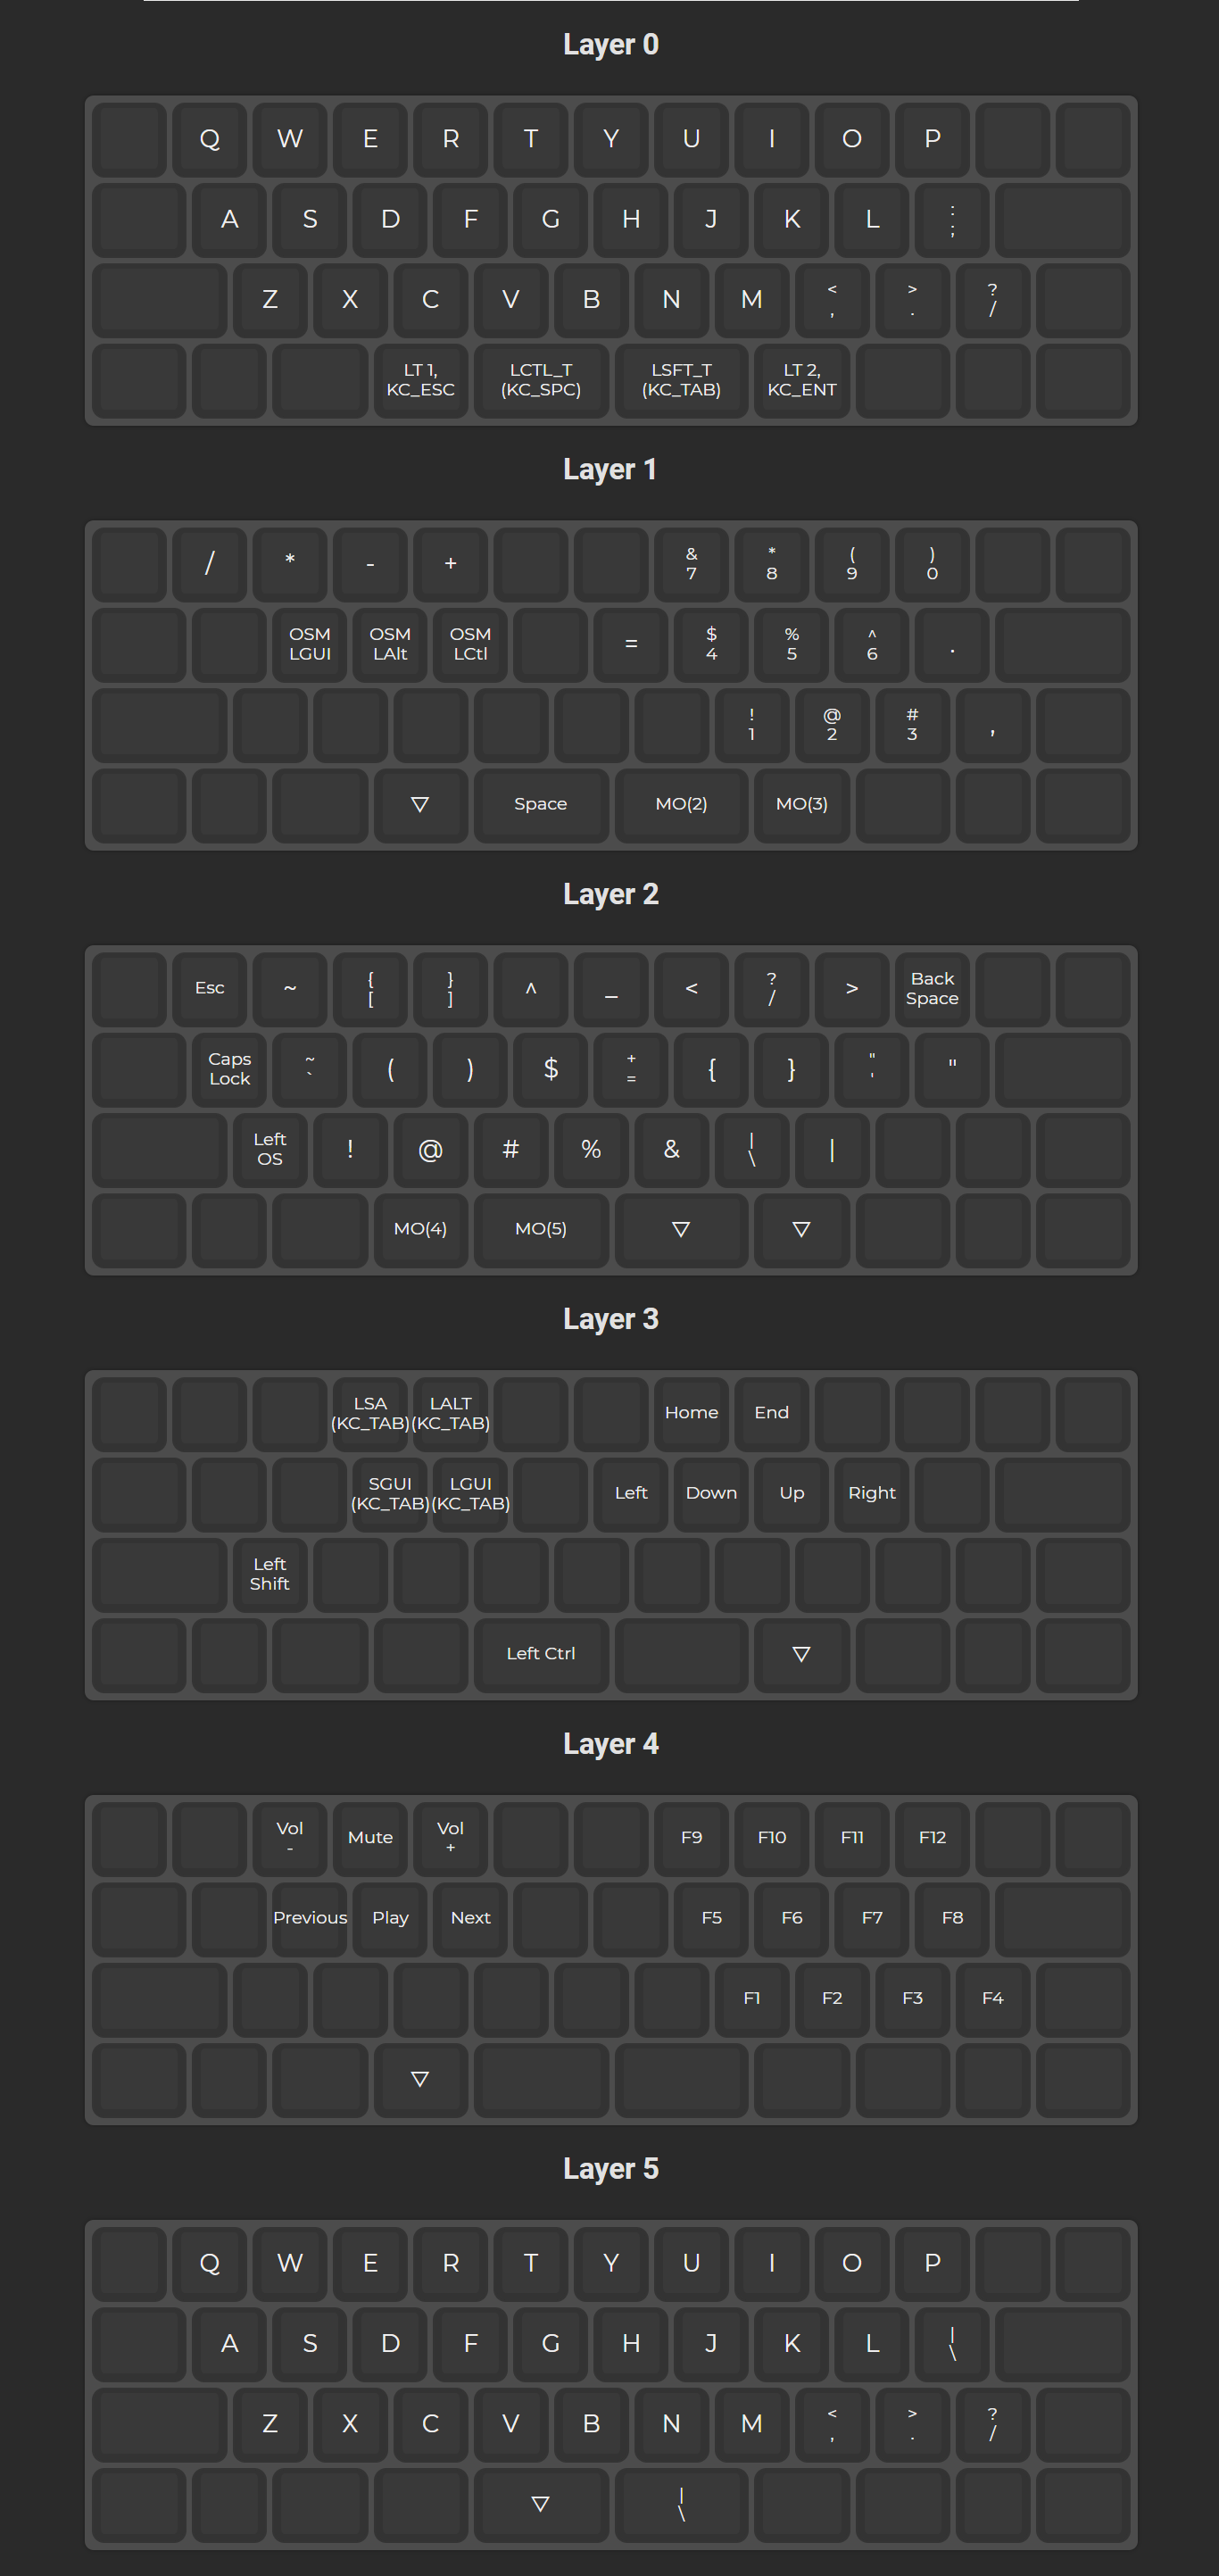 Layer 0
Q W E R T Y U I O P
A S D F G H J K L : ;
Z X C V B N M < , > . ? /
LT 1, KC_ESC LCTL_T (KC_SPC) LSFT_T (KC_TAB) LT 2, KC_ENT
Layer 1
/ * - + & 7 * 8 ( 9 ) 0
OSM LGUI OSM LAlt OSM LCtl = $ 4 % 5 ^ 6 .
! 1 @ 2 # 3 ,
▽ Space MO(2) MO(3)
Layer 2
Esc ~ { [ } ] ^ _ < ? / > Back Space
Caps Lock ~ ` ( ) $ + = { } " ' "
Left OS ! @ # % & | \ |
MO(4) MO(5) ▽ ▽
Layer 3
LSA (KC_TAB) LALT (KC_TAB) Home End
SGUI (KC_TAB) LGUI (KC_TAB) Left Down Up Right
Left Shift
Left Ctrl ▽
Layer 4
Vol - Mute Vol + F9 F10 F11 F12
Previous Play Next F5 F6 F7 F8
F1 F2 F3 F4
▽
Layer 5
Q W E R T Y U I O P
A S D F G H J K L | \
Z X C V B N M < , > . ? /
▽ | \